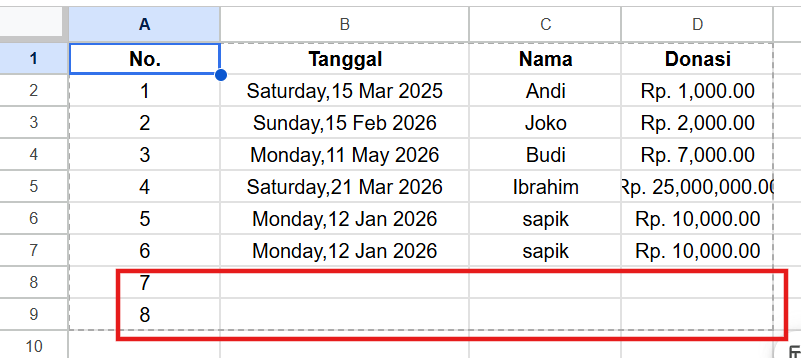 A B C D
1 No. Tanggal Nama Donasi
2 1 Saturday,15 Mar 2025 Andi Rp. 1,000.00
3 2 Sunday,15 Feb 2026 Joko Rp. 2,000.00
4 3 Monday,11 May 2026 Budi Rp. 7,000.00
5 4 Saturday,21 Mar 2026 Ibrahim Rp. 25,000,000.00
6 5 Monday,12 Jan 2026 sapik Rp. 10,000.00
7 6 Monday,12 Jan 2026 sapik Rp. 10,000.00
8 7
9 8
10